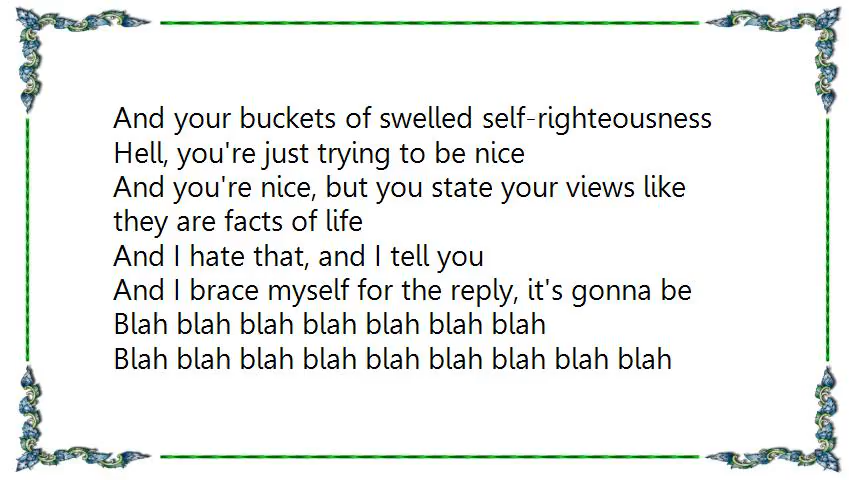 And your buckets of swelled self-righteousness
Hell, you're just trying to be nice
And you're nice, but you state your views like
they are facts of life
And I hate that, and I tell you
And I brace myself for the reply, it's gonna be
Blah blah blah blah blah blah blah
Blah blah blah blah blah blah blah blah blah